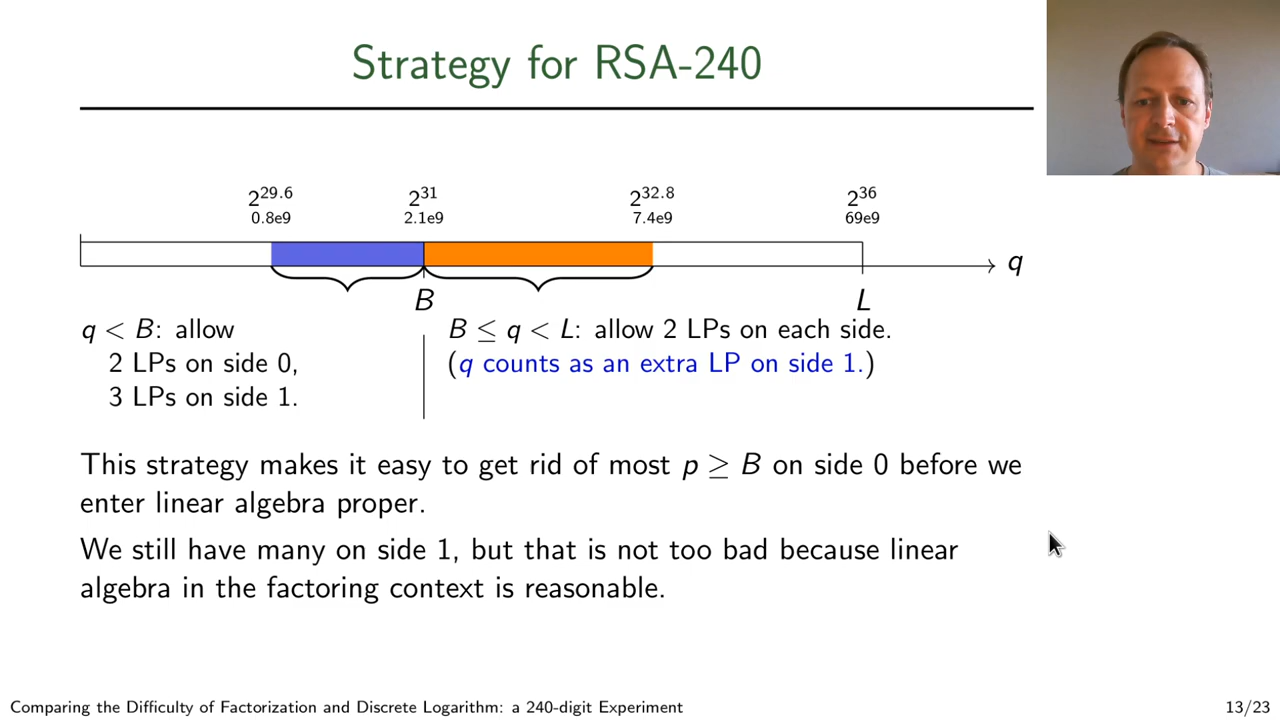 Strategy for RSA-240
2^29.6 2^31 2^32.8 2^36
0.8e9 2.1e9 7.4e9 69e9
q
B L
q < B: allow
2 LPs on side 0,
3 LPs on side 1.
B ≤ q < L: allow 2 LPs on each side.
(q counts as an extra LP on side 1.)
This strategy makes it easy to get rid of most p ≥ B on side 0 before we
enter linear algebra proper.
We still have many on side 1, but that is not too bad because linear
algebra in the factoring context is reasonable.
Comparing the Difficulty of Factorization and Discrete Logarithm: a 240-digit Experiment 13/23